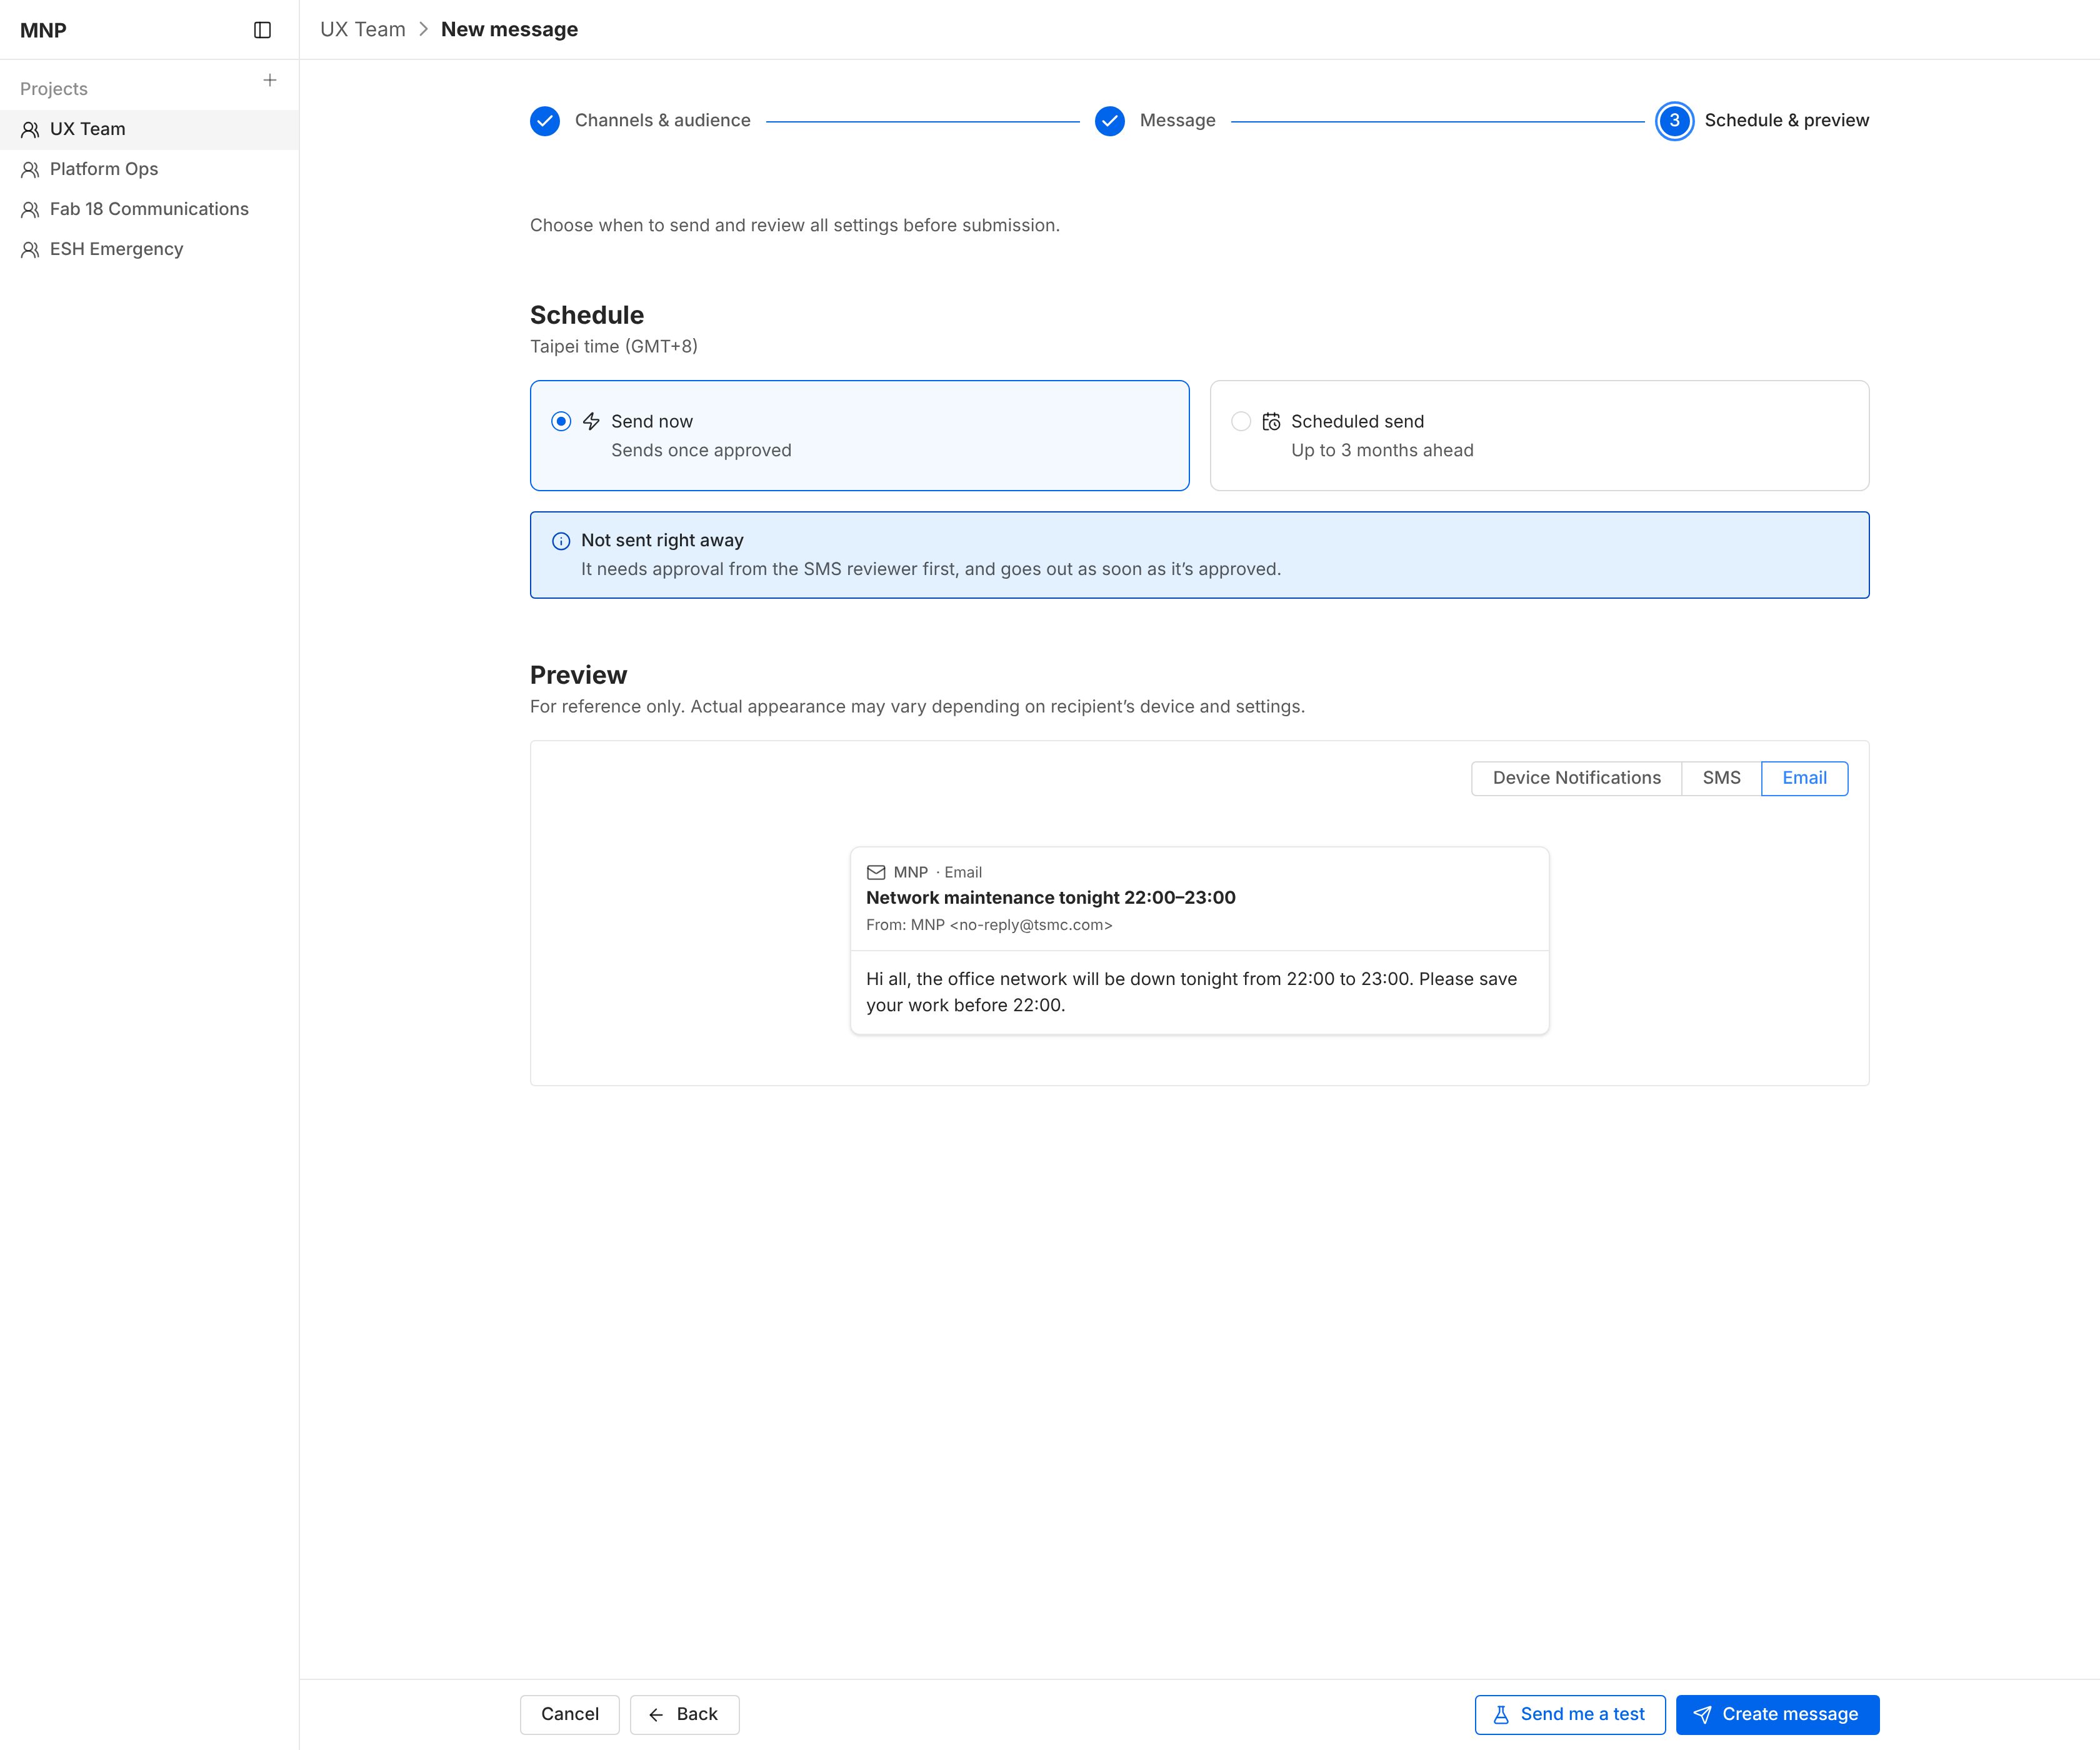 MNP
UX Team > New message
Projects
UX Team
Platform Ops
Fab 18 Communications
ESH Emergency
Channels & audience
Message
3 Schedule & preview
Choose when to send and review all settings before submission.
Schedule
Taipei time (GMT+8)
Send now
Sends once approved
Scheduled send
Up to 3 months ahead
Not sent right away
It needs approval from the SMS reviewer first, and goes out as soon as it’s approved.
Preview
For reference only. Actual appearance may vary depending on recipient’s device and settings.
Device Notifications
SMS
Email
MNP · Email
Network maintenance tonight 22:00–23:00
From: MNP <no-reply@tsmc.com>
Hi all, the office network will be down tonight from 22:00 to 23:00. Please save
your work before 22:00.
Cancel
Back
Send me a test
Create message